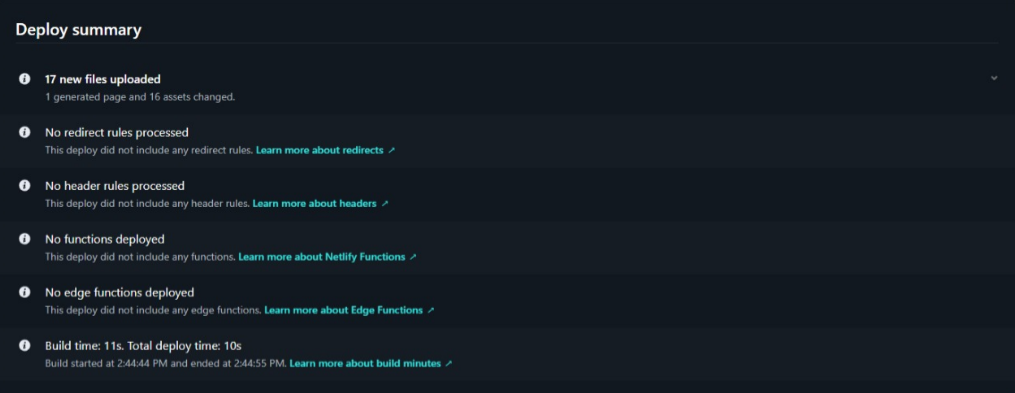 Deploy summary
17 new files uploaded
1 generated page and 16 assets changed.
No redirect rules processed
This deploy did not include any redirect rules. Learn more about redirects ↗
No header rules processed
This deploy did not include any header rules. Learn more about headers ↗
No functions deployed
This deploy did not include any functions. Learn more about Netlify Functions ↗
No edge functions deployed
This deploy did not include any edge functions. Learn more about Edge Functions ↗
Build time: 11s. Total deploy time: 10s
Build started at 2:44:44 PM and ended at 2:44:55 PM. Learn more about build minutes ↗